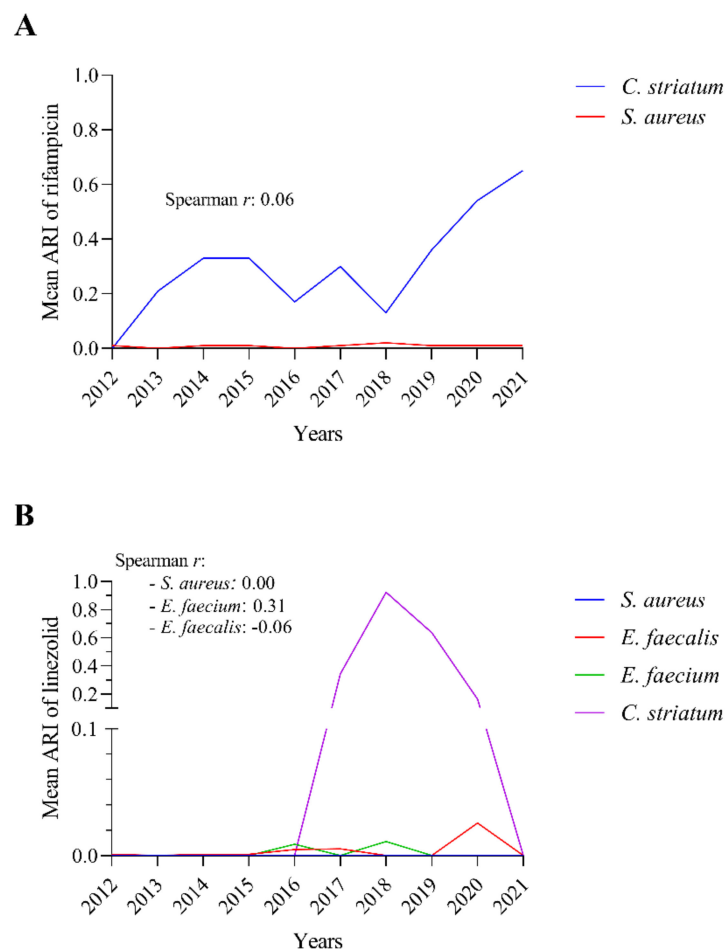 A
Mean ARI of rifampicin
1.0
0.8
0.6
0.4
0.2
0.0
Spearman r: 0.06
C. striatum
S. aureus
2012
2013
2014
2015
2016
2017
2018
2019
2020
2021
Years
B
Spearman r:
- S. aureus: 0.00
- E. faecium: 0.31
- E. faecalis: -0.06
Mean ARI of linezolid
1.0
0.8
0.6
0.4
0.2
0.1
0.0
S. aureus
E. faecalis
E. faecium
C. striatum
2012
2013
2014
2015
2016
2017
2018
2019
2020
2021
Years